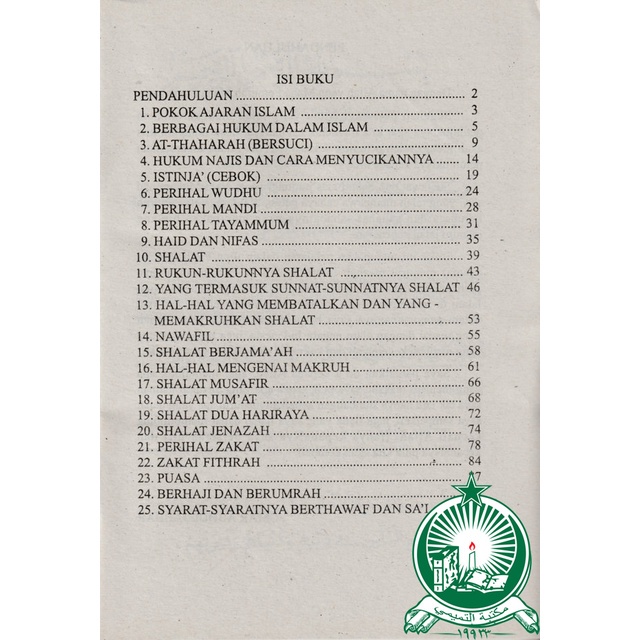 ISI BUKU
PENDAHULUAN ........ 2
1. POKOK AJARAN ISLAM ........ 3
2. BERBAGAI HUKUM DALAM ISLAM ........ 5
3. AT-THAHARAH (BERSUCI) ........ 9
4. HUKUM NAJIS DAN CARA MENYUCIKANNYA ....... 14
5. ISTINJA' (CEBOK) ........ 19
6. PERIHAL WUDHU ........ 24
7. PERIHAL MANDI ........ 28
8. PERIHAL TAYAMMUM ........ 31
9. HAID DAN NIFAS ........ 35
10. SHALAT ........ 39
11. RUKUN-RUKUNNYA SHALAT ........ 43
12. YANG TERMASUK SUNNAT-SUNNATNYA SHALAT 46
13. HAL-HAL YANG MEMBATALKAN DAN YANG -
MEMAKRUHKAN SHALAT ........ 53
14. NAWAFIL ........ 55
15. SHALAT BERJAMA'AH ........ 58
16. HAL-HAL MENGENAI MAKRUH ........ 61
17. SHALAT MUSAFIR ........ 66
18. SHALAT JUM'AT ........ 68
19. SHALAT DUA HARIRAYA ........ 72
20. SHALAT JENAZAH ........ 74
21. PERIHAL ZAKAT ........ 78
22. ZAKAT FITHRAH ........ 84
23. PUASA ........ 
24. BERHAJI DAN BERUMRAH ........
25. SYARAT-SYARATNYA BERTHAWAF DAN SA'I
مكتبة التميمي